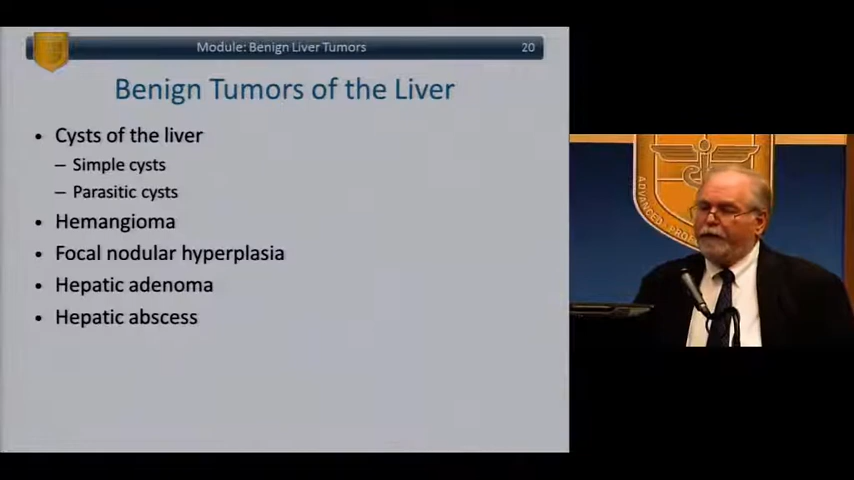 Module: Benign Liver Tumors
20
Benign Tumors of the Liver
• Cysts of the liver
– Simple cysts
– Parasitic cysts
• Hemangioma
• Focal nodular hyperplasia
• Hepatic adenoma
• Hepatic abscess
ADVANCED